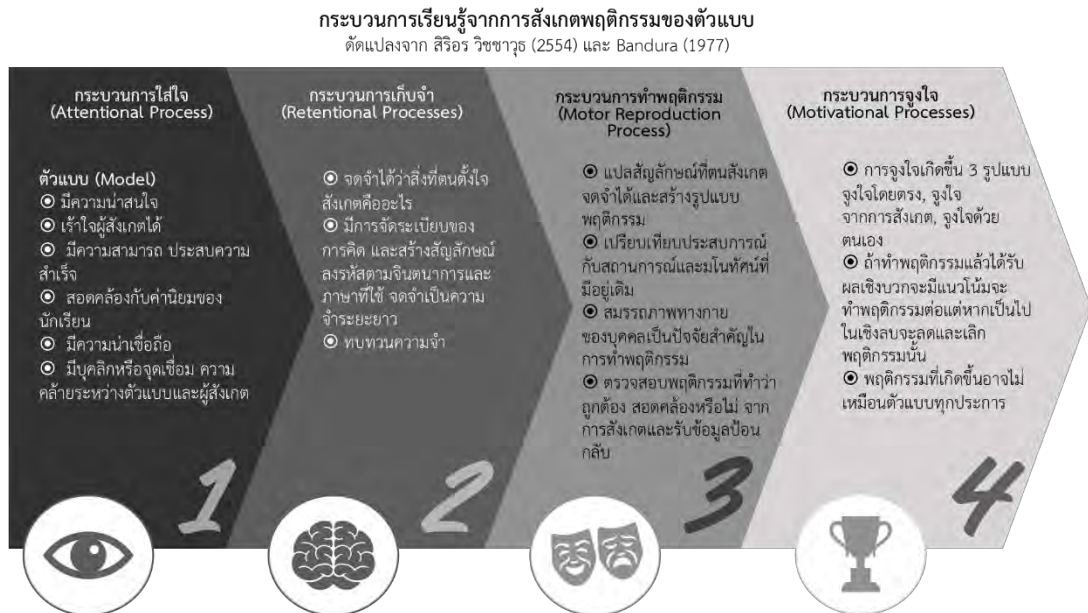 กระบวนการเรียนรู้จากการสังเกตพฤติกรรมของตัวแบบ
ดัดแปลงจาก สิริอร วิชชาวุธ (2554) และ Bandura (1977)
กระบวนการใส่ใจ
(Attentional Process)
ตัวแบบ (Model)
มีความน่าสนใจ
เร้าใจผู้สังเกตได้
มีความสามารถ ประสบความ
สำเร็จ
สอดคล้องกับค่านิยมของ
นักเรียน
มีความน่าเชื่อถือ
มีบุคลิกหรือจุดเชื่อม ความ
คล้ายระหว่างตัวแบบและผู้สังเกต
1
กระบวนการเก็บจำ
(Retentional Processes)
จดจำได้ว่าสิ่งที่ตนตั้งใจ
สังเกตคืออะไร
มีการจัดระเบียบของ
การคิด และสร้างสัญลักษณ์
ลงรหัสตามจินตนาการและ
ภาษาที่ใช้ จดจำเป็นความ
จำระยะยาว
ทบทวนความจำ
2
กระบวนการทำพฤติกรรม
(Motor Reproduction
Process)
แปลสัญลักษณ์ที่ตนสังเกต
จดจำได้และสร้างรูปแบบ
พฤติกรรม
เปรียบเทียบประสบการณ์
กับสถานการณ์และมโนทัศน์ที่
มีอยู่เดิม
สมรรถภาพทางกาย
ของบุคคลเป็นปัจจัยสำคัญใน
การทำพฤติกรรม
ตรวจสอบพฤติกรรมที่ทำว่า
ถูกต้อง สอดคล้องหรือไม่ จาก
การสังเกตและรับข้อมูลป้อน
กลับ
3
กระบวนการจูงใจ
(Motivational Processes)
การจูงใจเกิดขึ้น 3 รูปแบบ
จูงใจโดยตรง, จูงใจ
จากการสังเกต, จูงใจด้วย
ตนเอง
ถ้าทำพฤติกรรมแล้วได้รับ
ผลเชิงบวกจะมีแนวโน้มจะ
ทำพฤติกรรมต่อแต่หากเป็นไป
ในเชิงลบจะลดและเลิก
พฤติกรรมนั้น
พฤติกรรมที่เกิดขึ้นอาจไม่
เหมือนตัวแบบทุกประการ
4